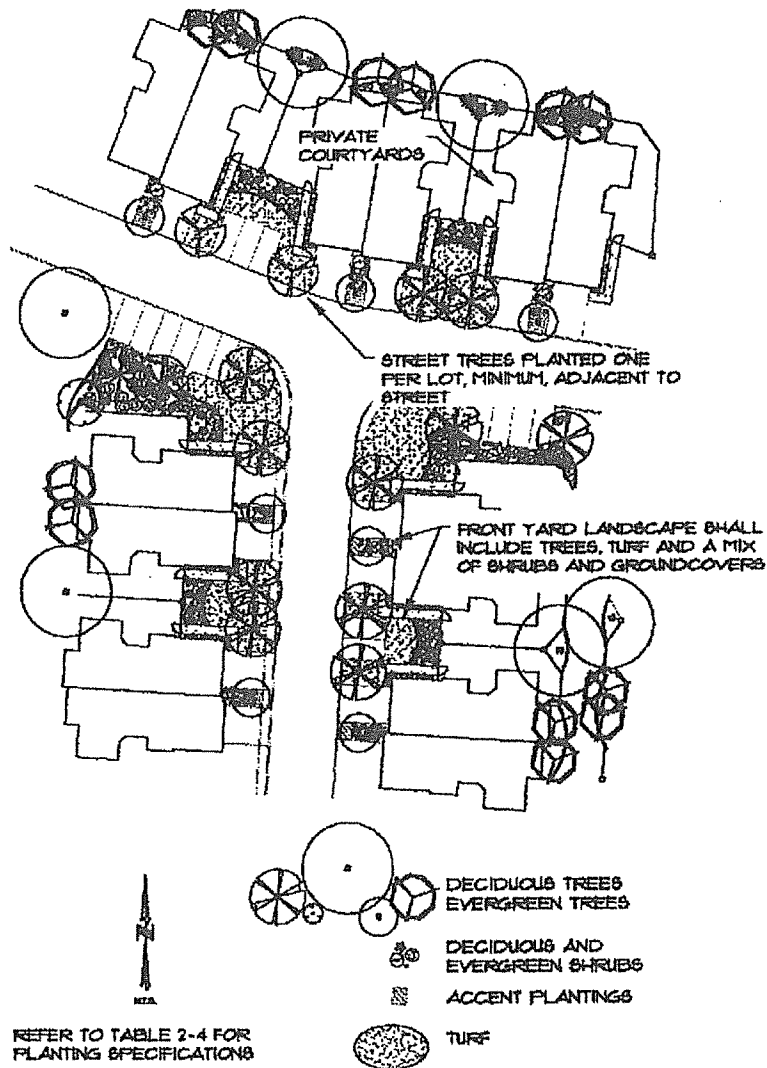 PRIVATE
COURTYARDS
STREET TREES PLANTED ONE
PER LOT, MINIMUM, ADJACENT TO
STREET
FRONT YARD LANDSCAPE SHALL
INCLUDE TREES, TURF AND A MIX
OF SHRUBS AND GROUNDCOVERS
DECIDUOUS TREES
EVERGREEN TREES
N
N.T.S.
DECIDUOUS AND
EVERGREEN SHRUBS
ACCENT PLANTINGS
TURF
REFER TO TABLE 2-4 FOR
PLANTING SPECIFICATIONS